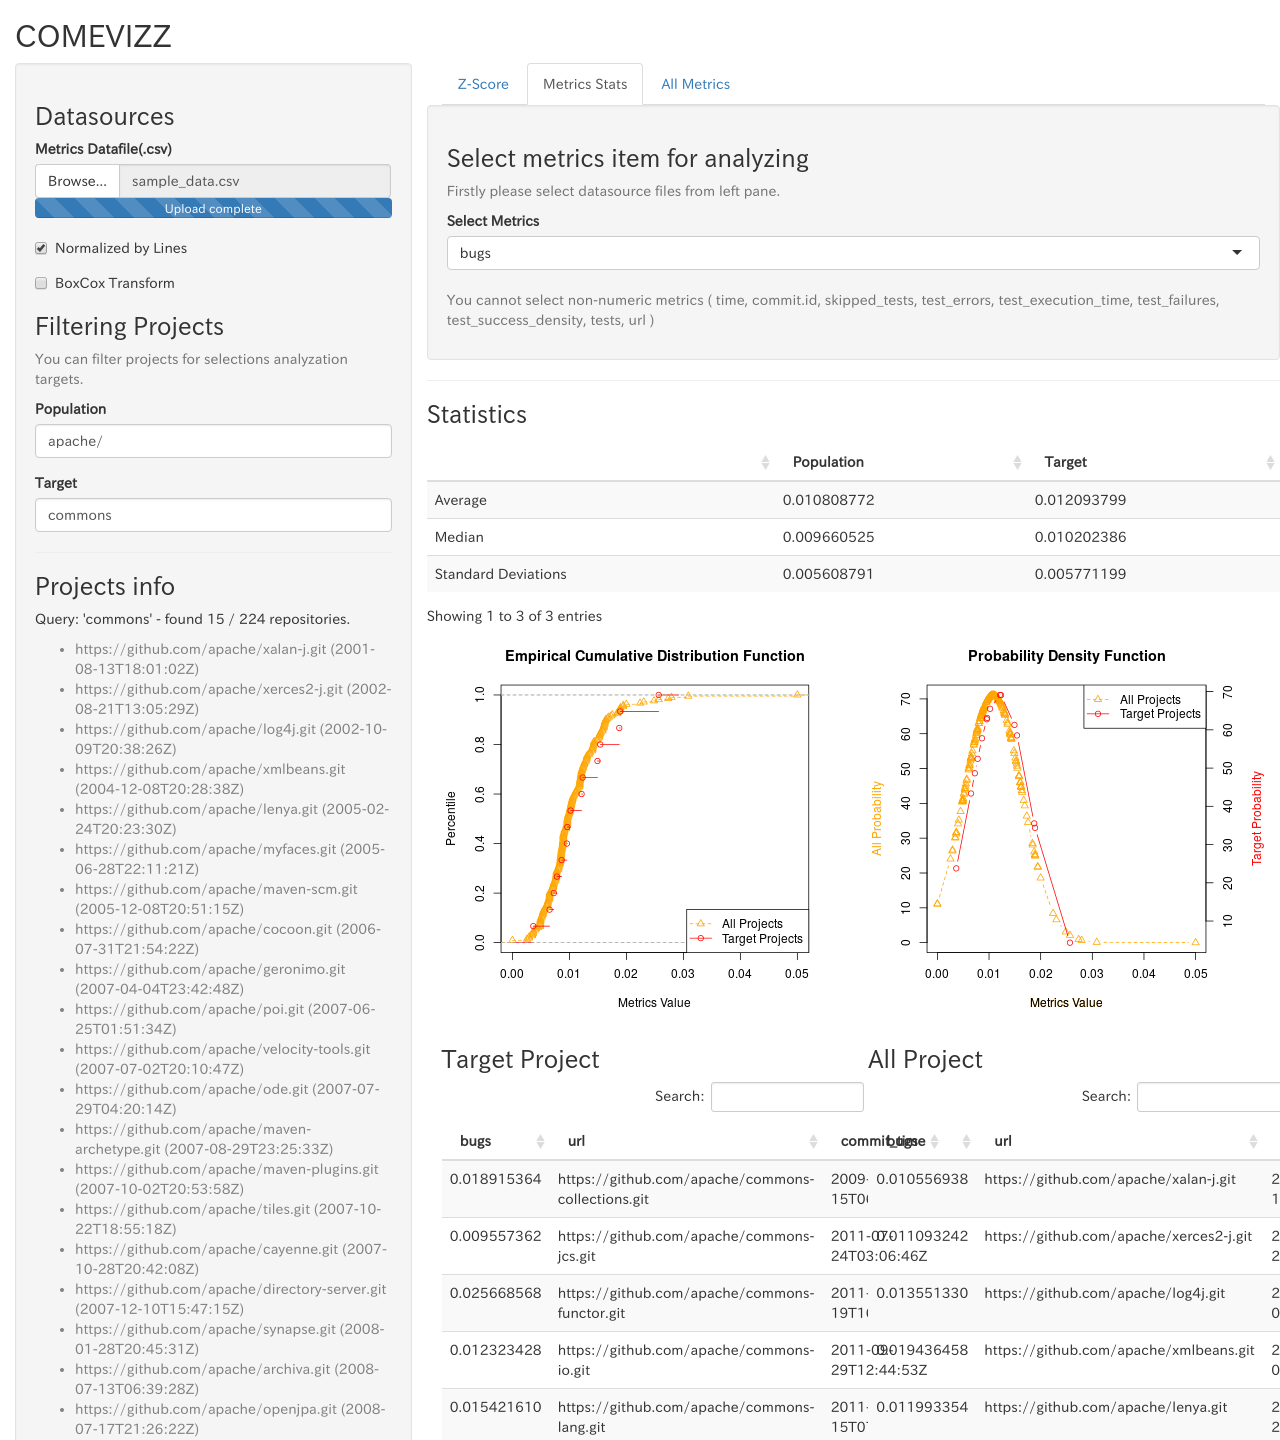 COMEVIZZ
Datasources
Metrics Datafile(.csv)
Browse... sample_data.csv
Upload complete
Normalized by Lines
BoxCox Transform
Filtering Projects
You can filter projects for selections analyzation
targets.
Population
apache/
Target
commons
Projects info
Query: 'commons' - found 15 / 224 repositories.
https://github.com/apache/xalan-j.git (2001-
08-13T18:01:02Z)
https://github.com/apache/xerces2-j.git (2002-
08-21T13:05:29Z)
https://github.com/apache/log4j.git (2002-10-
09T20:38:26Z)
https://github.com/apache/xmlbeans.git
(2004-12-08T20:28:38Z)
https://github.com/apache/lenya.git (2005-02-
24T20:23:30Z)
https://github.com/apache/myfaces.git (2005-
06-28T22:11:21Z)
https://github.com/apache/maven-scm.git
(2005-12-08T20:51:15Z)
https://github.com/apache/cocoon.git (2006-
07-31T21:54:22Z)
https://github.com/apache/geronimo.git
(2007-04-04T23:42:48Z)
https://github.com/apache/poi.git (2007-06-
25T01:51:34Z)
https://github.com/apache/velocity-tools.git
(2007-07-02T20:10:47Z)
https://github.com/apache/ode.git (2007-07-
29T04:20:14Z)
https://github.com/apache/maven-
archetype.git (2007-08-29T23:25:33Z)
https://github.com/apache/maven-plugins.git
(2007-10-02T20:53:58Z)
https://github.com/apache/tiles.git (2007-10-
22T18:55:18Z)
https://github.com/apache/cayenne.git (2007-
10-28T20:42:08Z)
https://github.com/apache/directory-server.git
(2007-12-10T15:47:15Z)
https://github.com/apache/synapse.git (2008-
01-28T20:45:31Z)
https://github.com/apache/archiva.git (2008-
07-13T06:39:28Z)
https://github.com/apache/openjpa.git (2008-
07-17T21:26:22Z)
Z-Score Metrics Stats All Metrics
Select metrics item for analyzing
Firstly please select datasource files from left pane.
Select Metrics
bugs
You cannot select non-numeric metrics ( time, commit.id, skipped_tests, test_errors, test_execution_time, test_failures,
test_success_density, tests, url )
Statistics
Population Target
Average 0.010808772 0.012093799
Median 0.009660525 0.010202386
Standard Deviations 0.005608791 0.005771199
Showing 1 to 3 of 3 entries
Empirical Cumulative Distribution Function
Percentile
1.0
0.8
0.6
0.4
0.2
0.0
All Projects
Target Projects
0.00 0.01 0.02 0.03 0.04 0.05
Metrics Value
Probability Density Function
All Probability
70
60
50
40
30
20
10
0
All Projects
Target Projects
70
60
50
40
30
20
10
Target Probability
0.00 0.01 0.02 0.03 0.04 0.05
Metrics Value
Target Project
Search:
bugs url commit_time
0.018915364 https://github.com/apache/commons- 2009-
collections.git 15T0
0.009557362 https://github.com/apache/commons- 2011-07-
jcs.git 24T03:06:46Z
0.025668568 https://github.com/apache/commons- 2011-
functor.git 19T1
0.012323428 https://github.com/apache/commons- 2011-09-
io.git 29T12:44:53Z
0.015421610 https://github.com/apache/commons- 2011-
lang.git 15T0
All Project
Search:
bugs url
0.010556938 https://github.com/apache/xalan-j.git 2
1
0.011093242 https://github.com/apache/xerces2-j.git 2
2
0.013551330 https://github.com/apache/log4j.git 2
0
0.019436458 https://github.com/apache/xmlbeans.git 2
0
0.011993354 https://github.com/apache/lenya.git 2
2